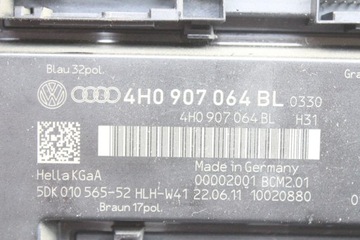 Blau 32pol.
Gra
4H0 907 064 BL 0330
4H0 907 064 BL H31
Hella KGaA
Made in Germany
00002001 BCM2.01
5DK 010 565-52 HLH-W41 22.06.11 10020880
Braun 17pol.